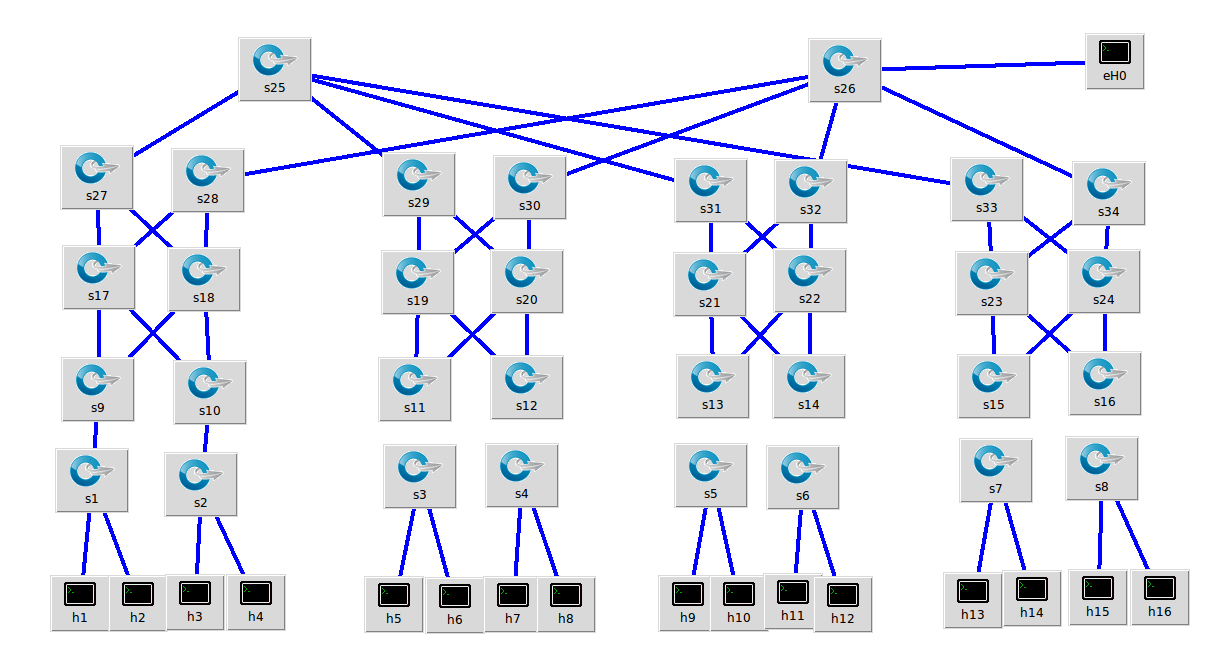 s25 s26 eH0
s27 s28 s29 s30 s31 s32 s33 s34
s17 s18 s19 s20 s21 s22 s23 s24
s9 s10 s11 s12 s13 s14 s15 s16
s1 s2 s3 s4 s5 s6 s7 s8
h1 h2 h3 h4 h5 h6 h7 h8 h9 h10 h11 h12 h13 h14 h15 h16